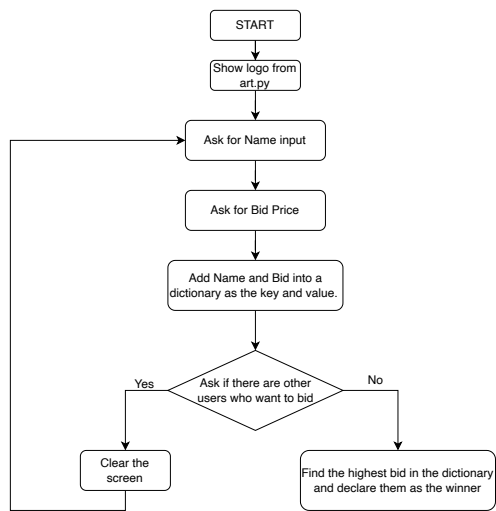 START
Show logo from
art.py
Ask for Name input
Ask for Bid Price
Add Name and Bid into a
dictionary as the key and value.
Ask if there are other
users who want to bid
Yes
No
Clear the
screen
Find the highest bid in the dictionary
and declare them as the winner